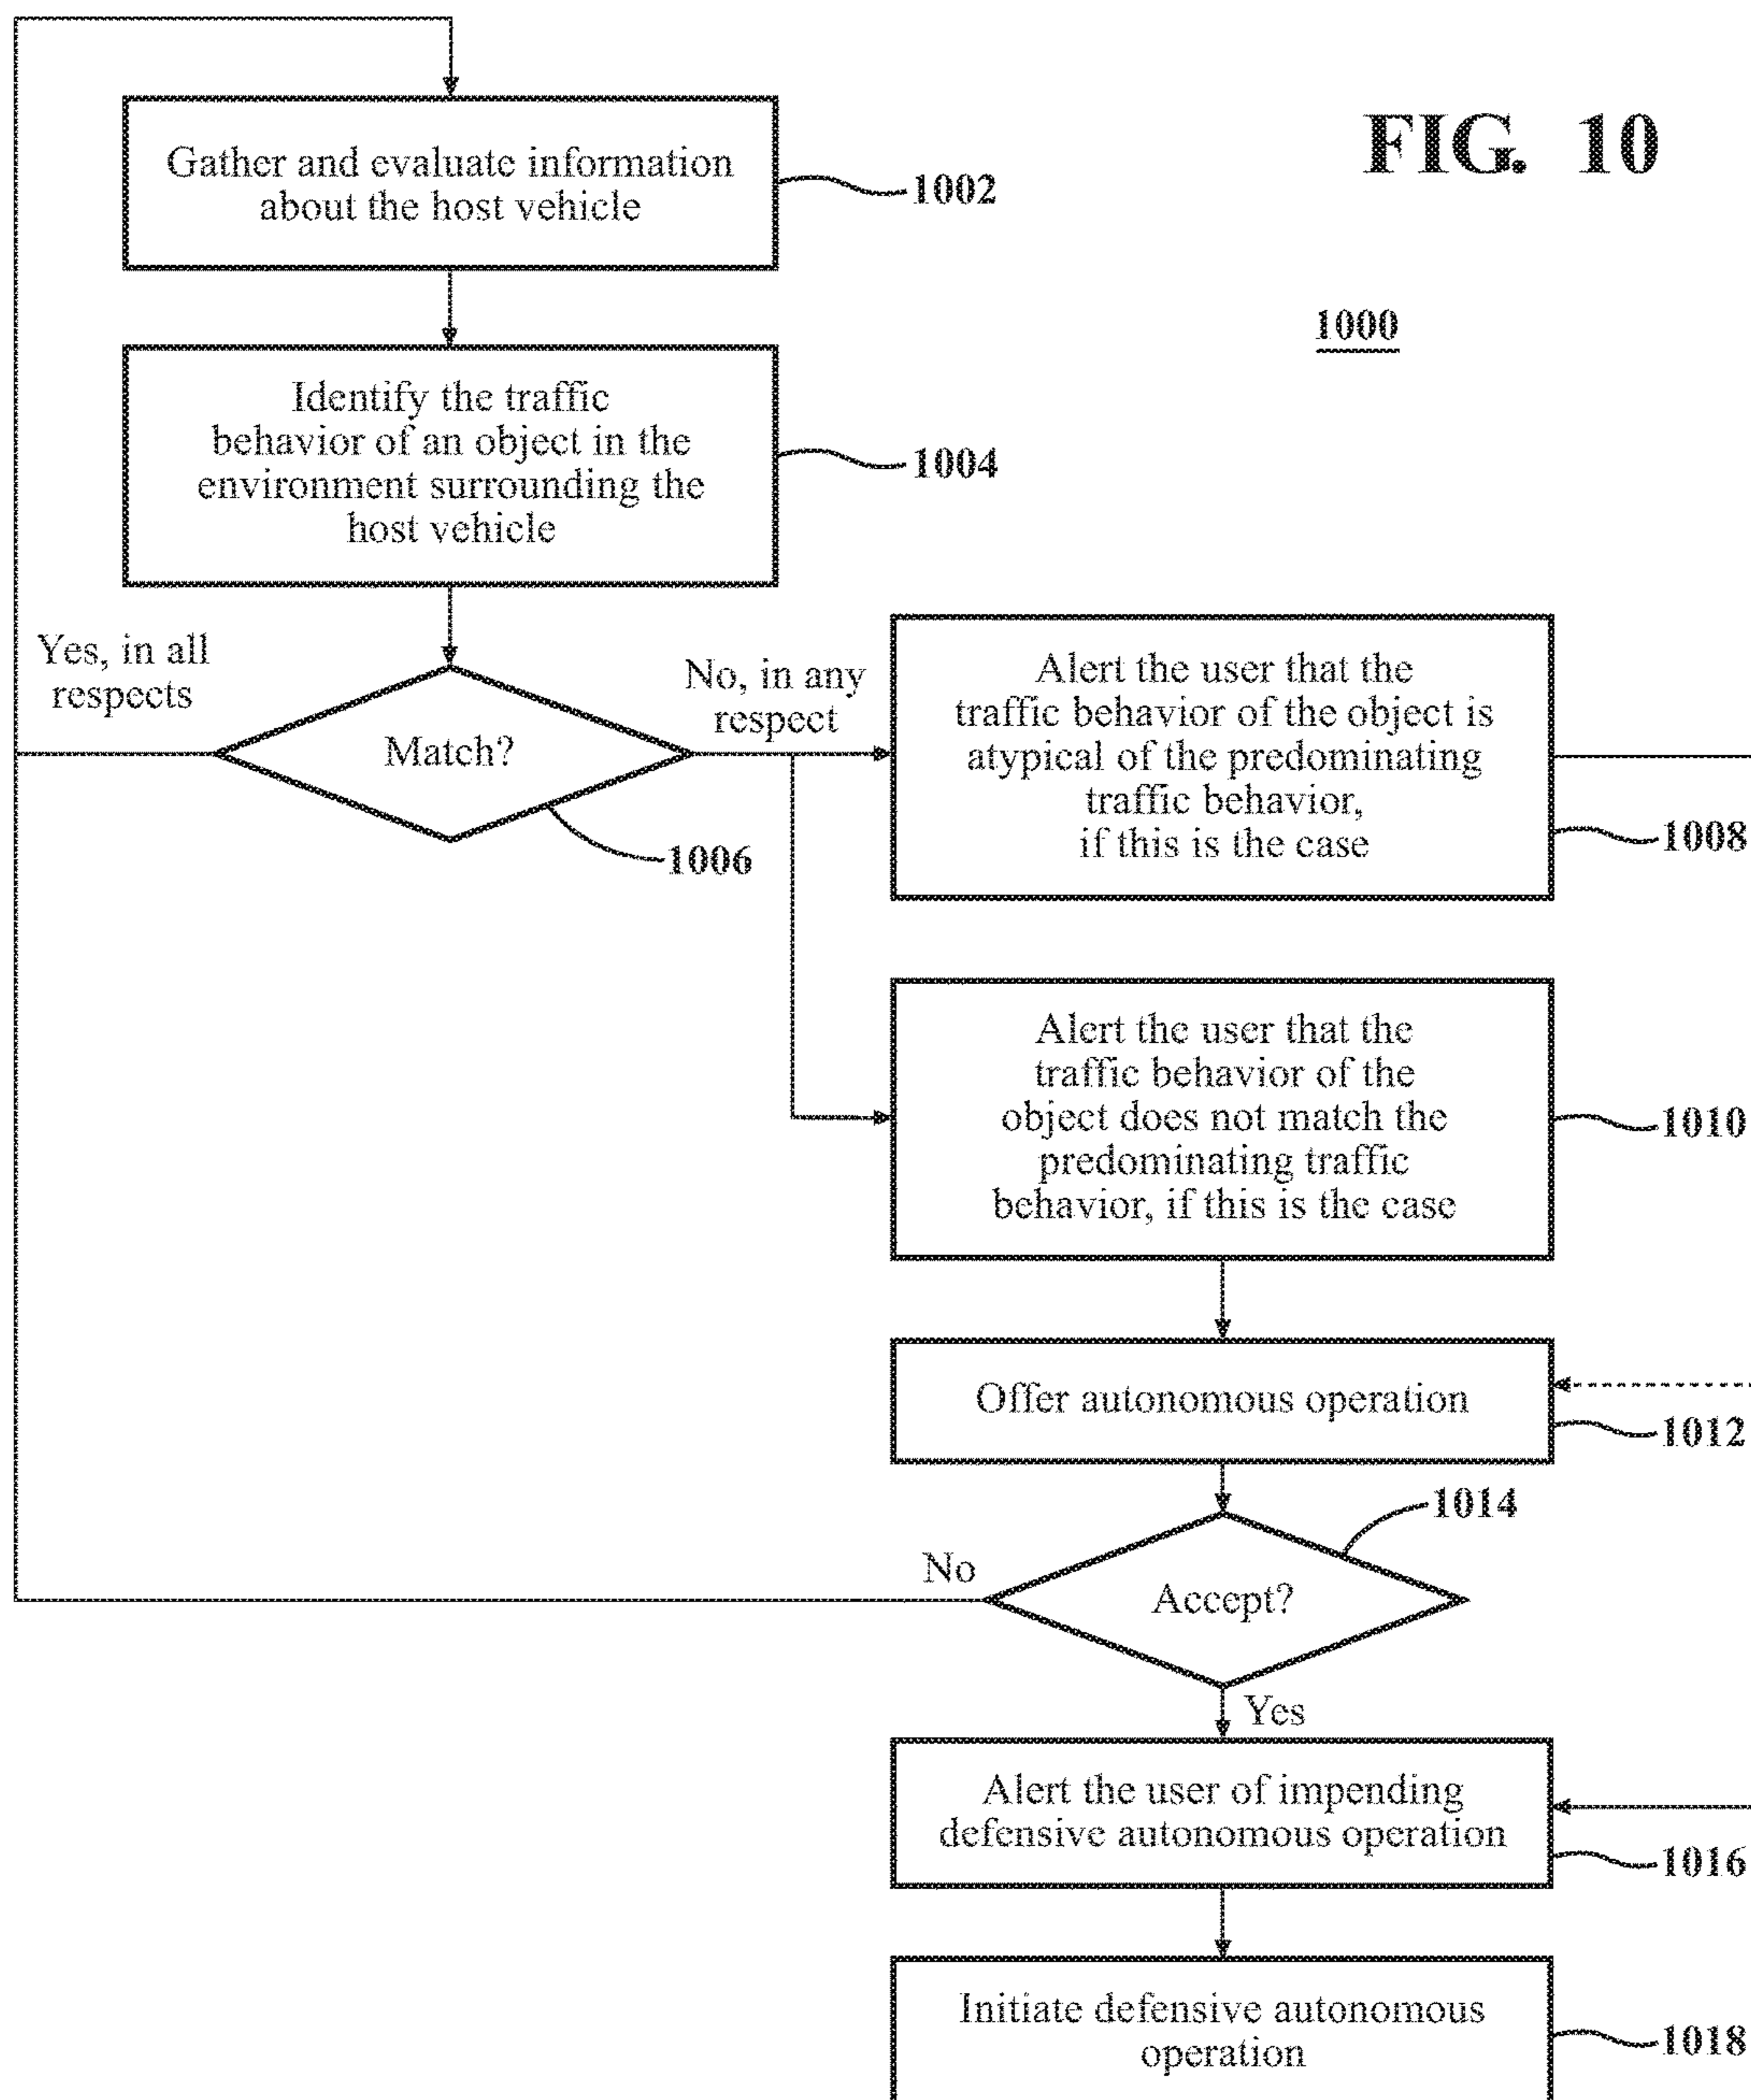 FIG. 10
1000
Gather and evaluate information
about the host vehicle
1002
Identify the traffic
behavior of an object in the
environment surrounding the
host vehicle
1004
Yes, in all
respects
Match?
1006
No, in any
respect
Alert the user that the
traffic behavior of the object is
atypical of the predominating
traffic behavior,
if this is the case
1008
Alert the user that the
traffic behavior of the
object does not match the
predominating traffic
behavior, if this is the case
1010
Offer autonomous operation
1012
1014
No
Accept?
Yes
Alert the user of impending
defensive autonomous operation
1016
Initiate defensive autonomous
operation
1018